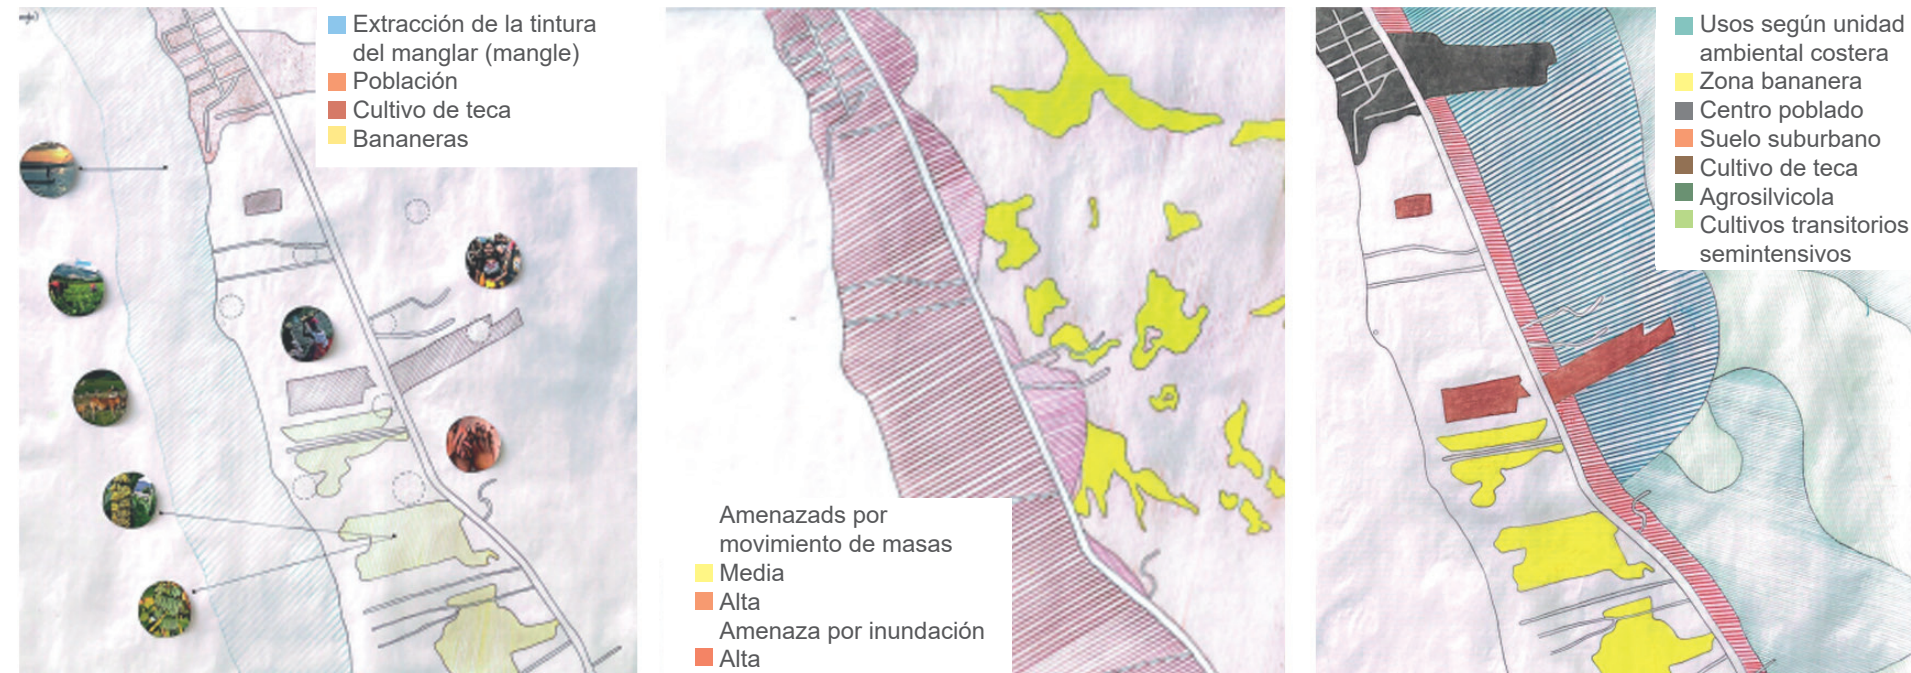 Extracción de la tintura
del manglar (mangle)
Población
Cultivo de teca
Bananeras
Amenazads por
movimiento de masas
Media
Alta
Amenaza por inundación
Alta
Usos según unidad
ambiental costera
Zona bananera
Centro poblado
Suelo suburbano
Cultivo de teca
Agrosilvicola
Cultivos transitorios
semintensivos